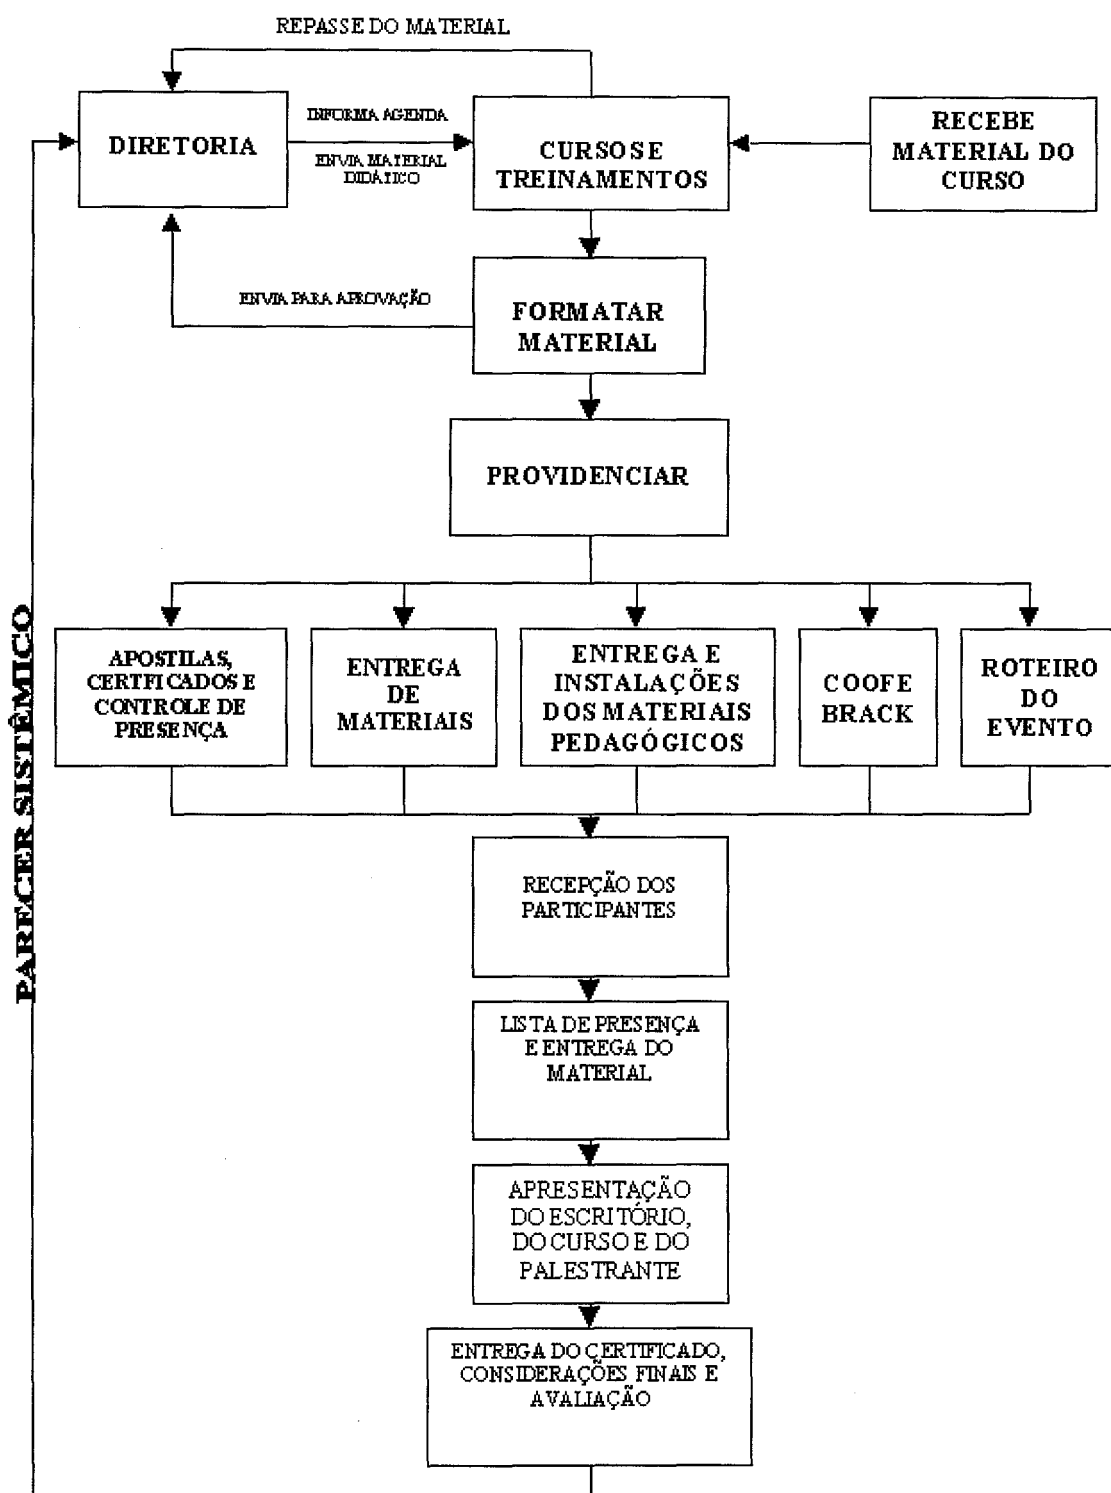 REPASSE DO MATERIAL
DIRETORIA
INFORMA AGENDA
ENVIA MATERIAL
DIDÁTICO
CURSOS E
TREINAMENTOS
RECEBE
MATERIAL DO
CURSO
ENVIA PARA APROVAÇÃO
FORMATAR
MATERIAL
PROVIDENCIAR
PARECER SISTÊMICO
APOSTILAS,
CERTFICADOS E
CONTROLE DE
PRESENÇA
ENTREGA
DE
MATERIAIS
ENTREGA E
INSTALAÇÕES
DOS MATERIAIS
PEDAGÓGICOS
COOFE
BRACK
ROTEIRO
DO
EVENTO
RECEPÇÃO DOS
PARTICIPANTES
LISTA DE PRESENÇA
E ENTREGA DO
MATERIAL
APRESENTAÇÃO
DO ESCRITÓRIO,
DO CURSO E DO
PALESTRANTE
ENTREGA DO CERTIFICADO,
CONSIDERAÇÕES FINAIS E
AVALIAÇÃO